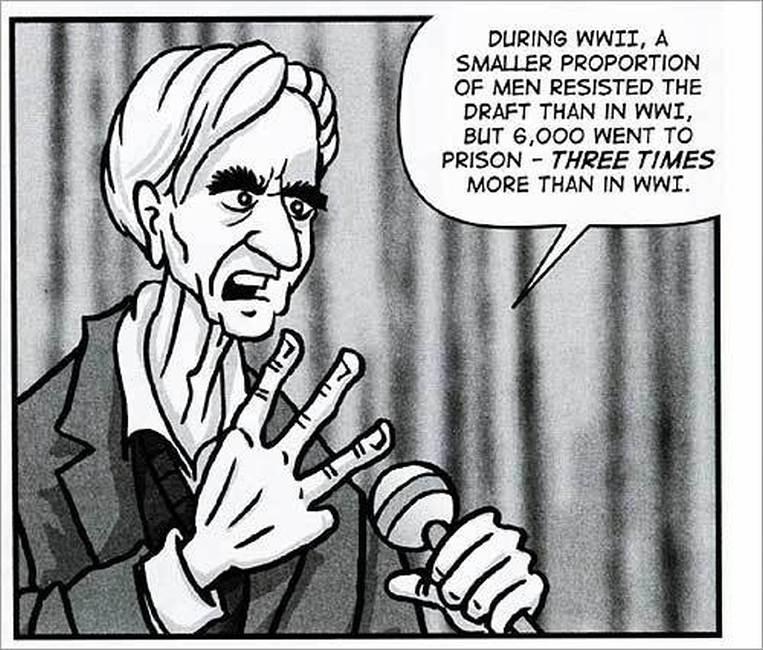 DURING WWII, A
SMALLER PROPORTION
OF MEN RESISTED THE
DRAFT THAN IN WWI,
BUT 6,000 WENT TO
PRISON - THREE TIMES
MORE THAN IN WWI.